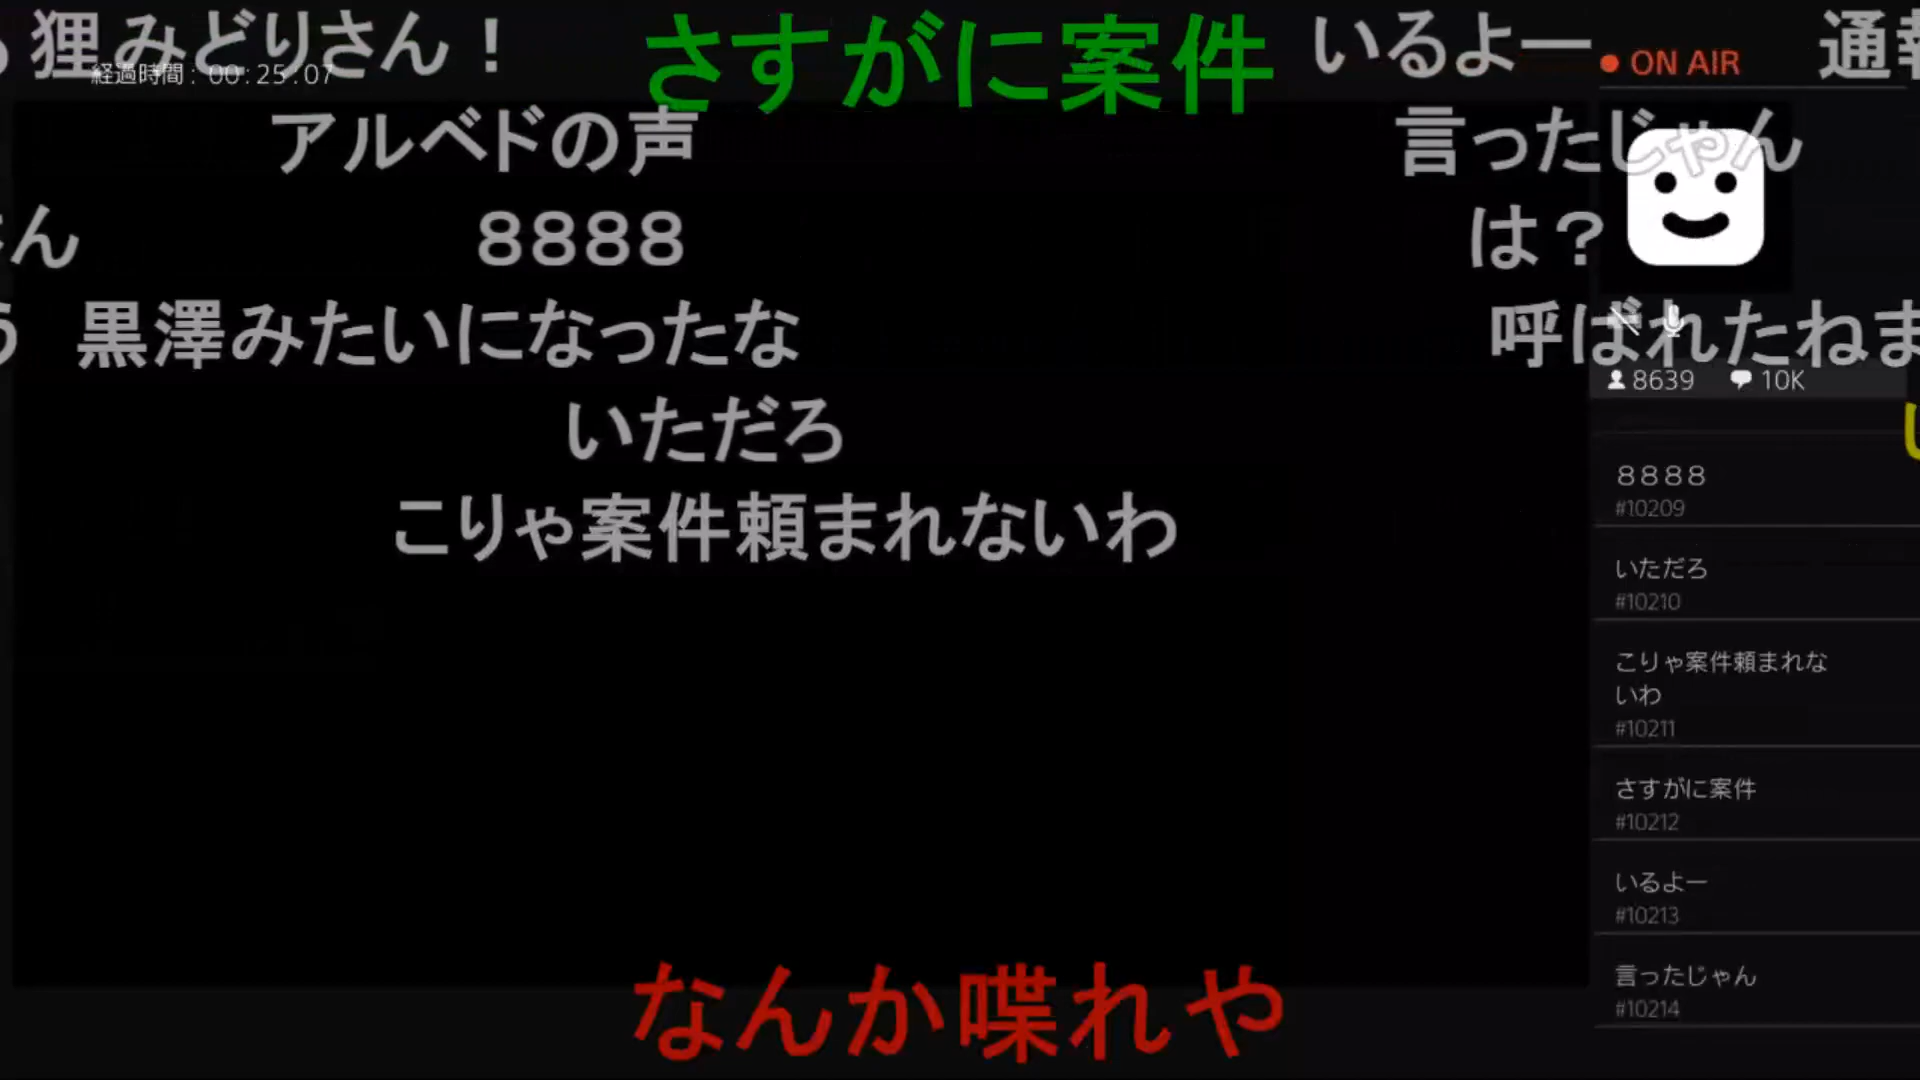 狸みどりさん！
さすがに案件
いるよー
通報
経過時間 : 00:25:07
ON AIR
アルベドの声
言ったじゃん
さん
8888
は？
う
黒澤みたいになったな
呼ばれたねま
8639
10K
いただろ
こりゃ案件頼まれないわ
8888
#10209
いただろ
#10210
こりゃ案件頼まれな
いわ
#10211
さすがに案件
#10212
いるよー
#10213
言ったじゃん
#10214
なんか喋れや